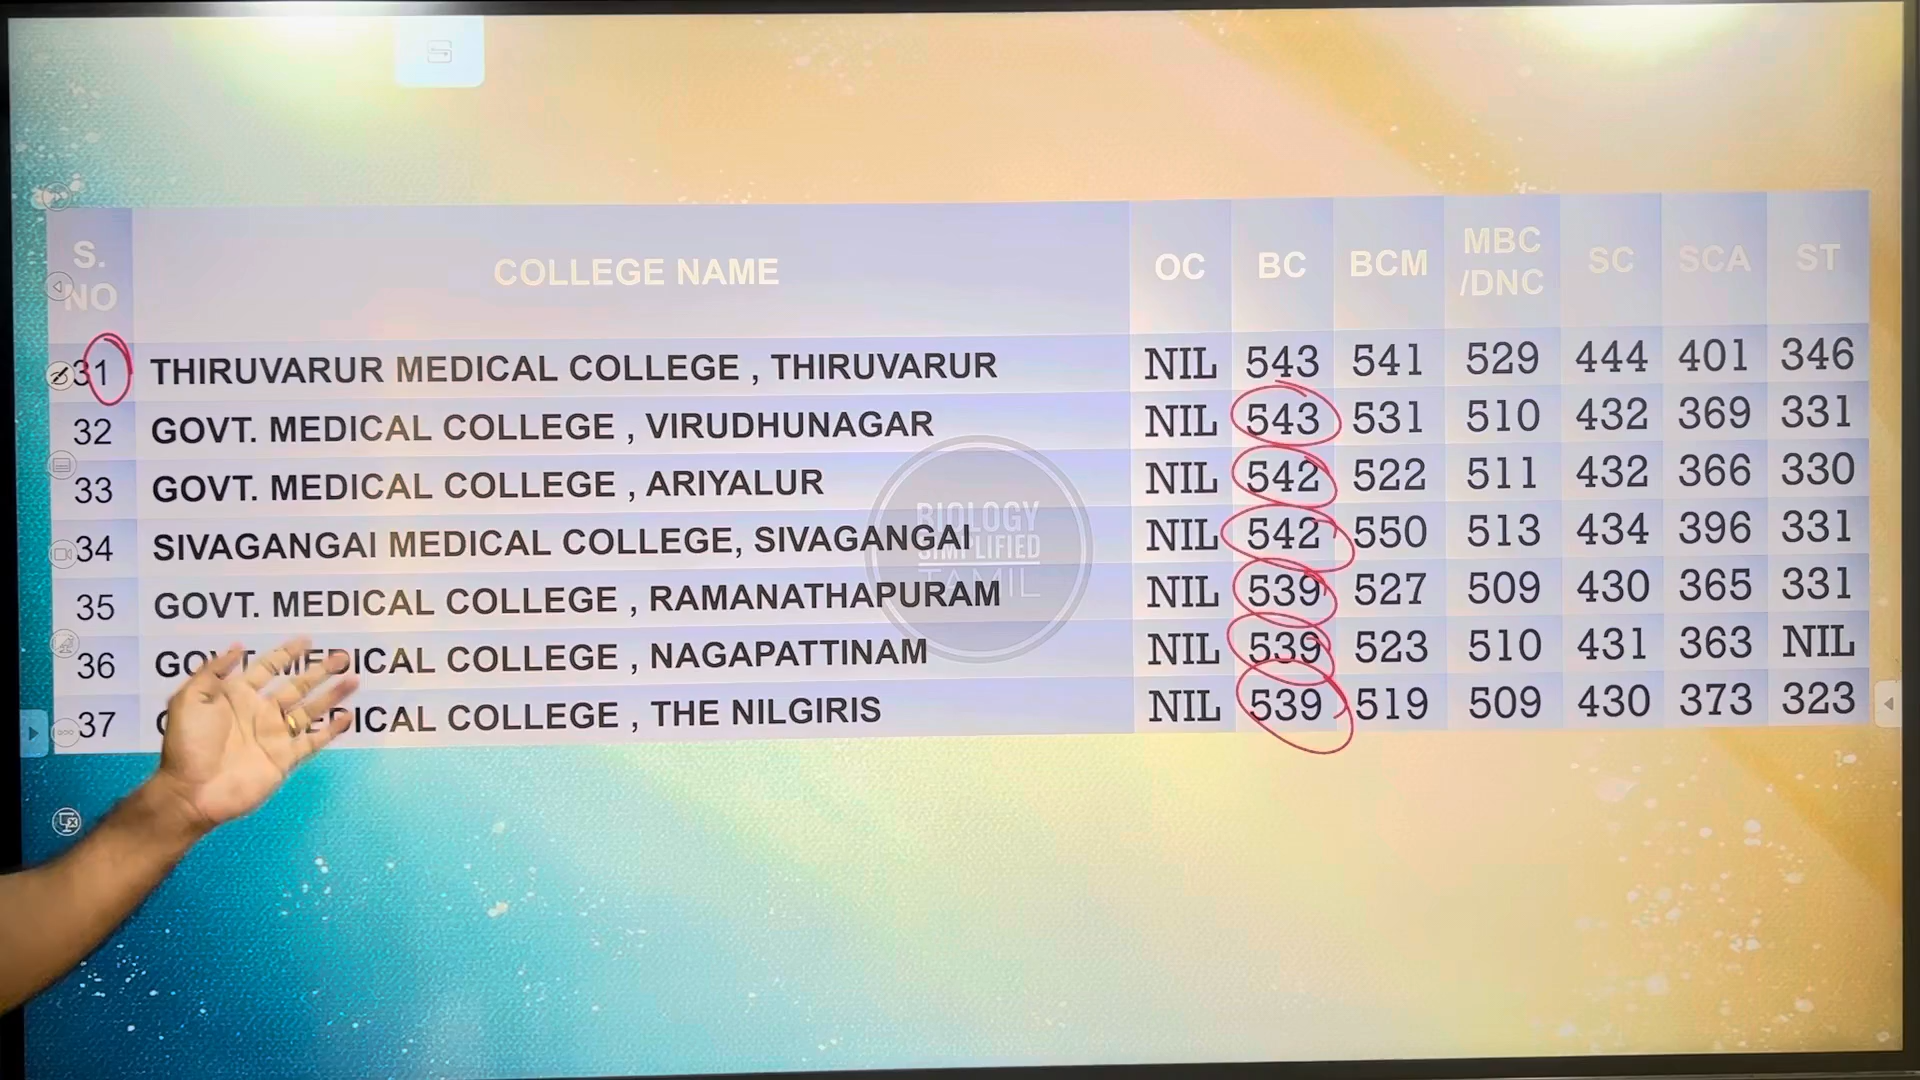 S. NO COLLEGE NAME OC BC BCM MBC /DNC SC SCA ST
31 THIRUVARUR MEDICAL COLLEGE , THIRUVARUR NIL 543 541 529 444 401 346
32 GOVT. MEDICAL COLLEGE , VIRUDHUNAGAR NIL 543 531 510 432 369 331
33 GOVT. MEDICAL COLLEGE , ARIYALUR NIL 542 522 511 432 366 330
34 SIVAGANGAI MEDICAL COLLEGE, SIVAGANGAI NIL 542 550 513 434 396 331
35 GOVT. MEDICAL COLLEGE , RAMANATHAPURAM NIL 539 527 509 430 365 331
36 GOVT. MEDICAL COLLEGE , NAGAPATTINAM NIL 539 523 510 431 363 NIL
37 MEDICAL COLLEGE , THE NILGIRIS NIL 539 519 509 430 373 323
BIOLOGY
SIMPLIFIED
TAMIL